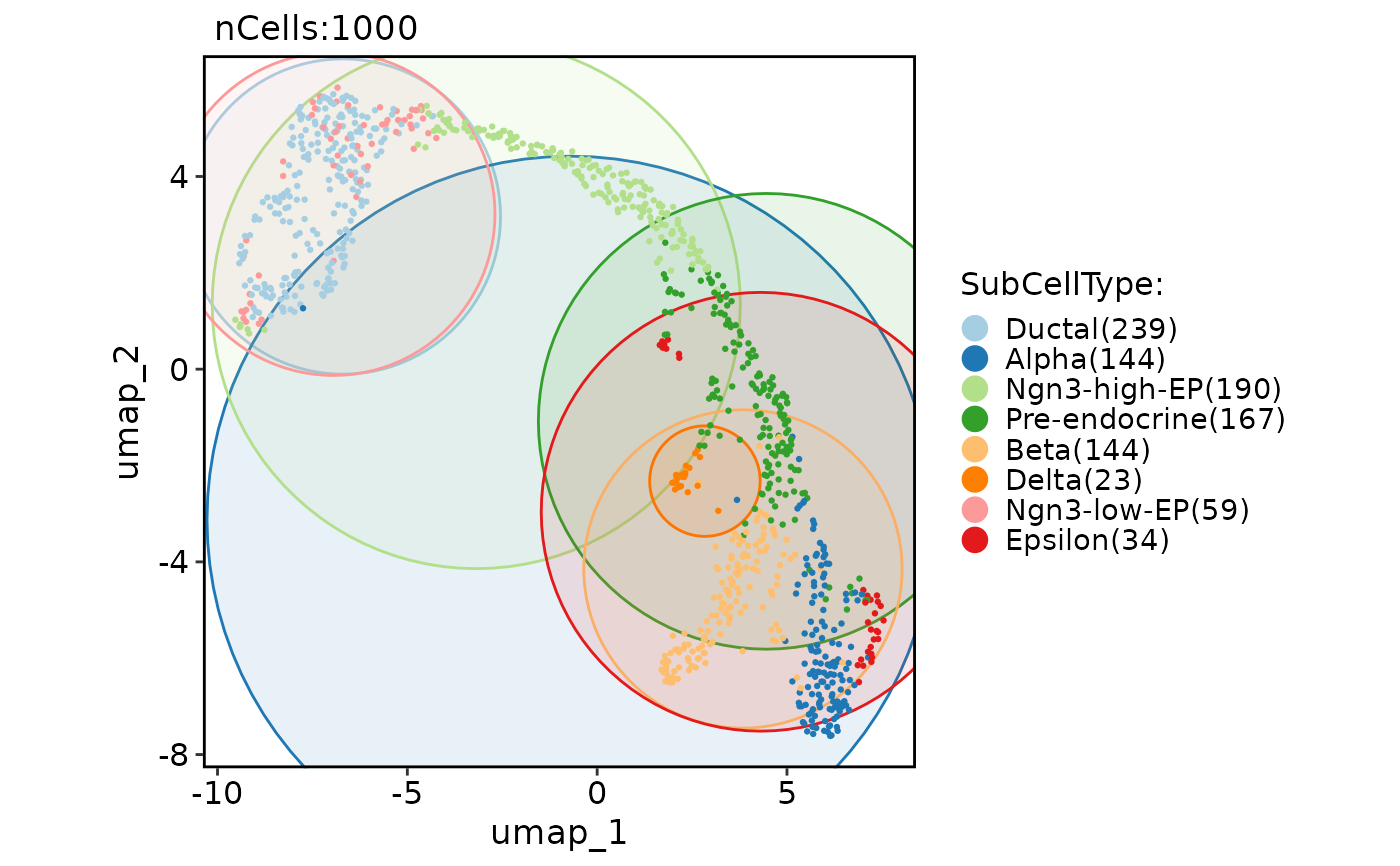 nCells:1000
4
0
-4
-8
umap_2
-10
-5
0
5
umap_1
SubCellType:
Ductal(239)
Alpha(144)
Ngn3-high-EP(190)
Pre-endocrine(167)
Beta(144)
Delta(23)
Ngn3-low-EP(59)
Epsilon(34)